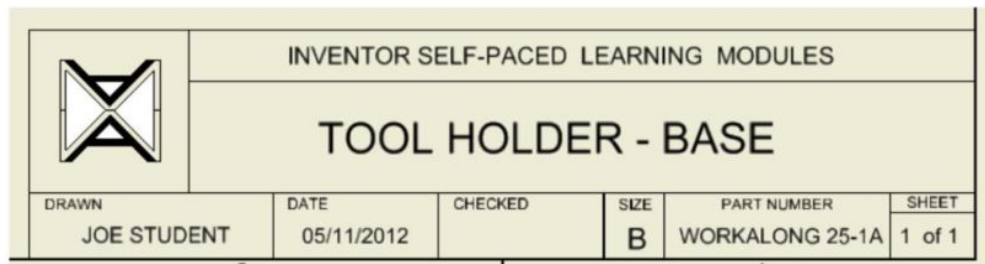 INVENTOR SELF-PACED LEARNING MODULES
TOOL HOLDER - BASE
DRAWN DATE CHECKED SIZE PART NUMBER SHEET
JOE STUDENT 05/11/2012 B WORKALONG 25-1A 1 of 1